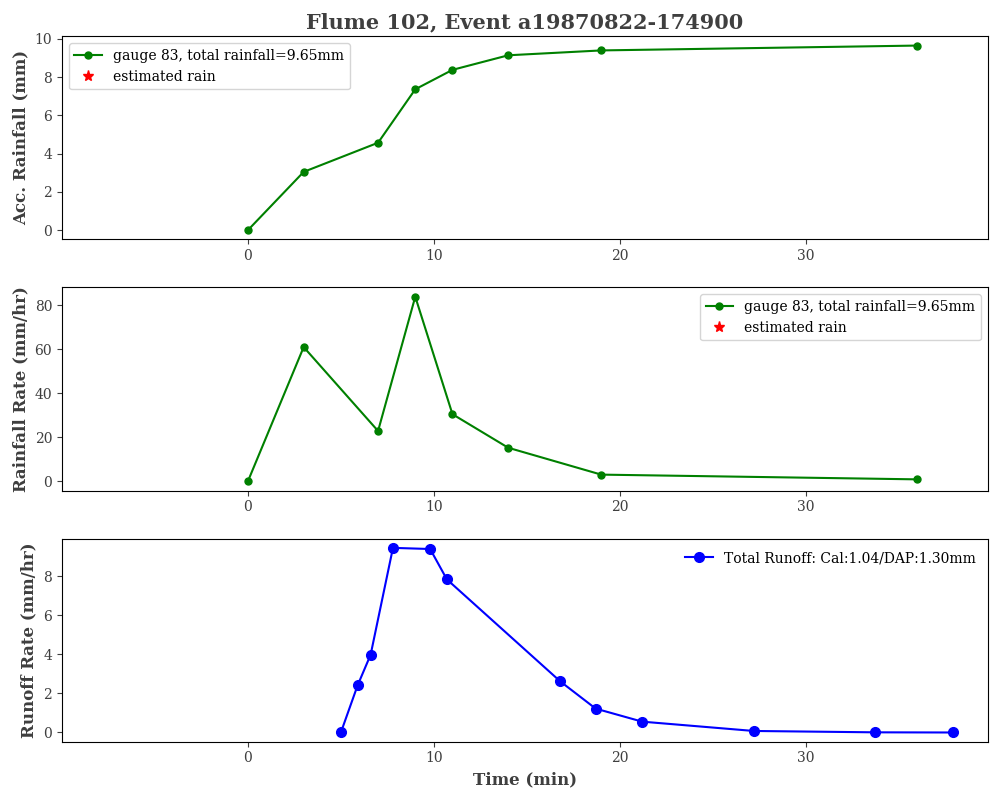 Flume 102, Event a19870822-174900
Acc. Rainfall (mm)
10
8
6
4
2
0
gauge 83, total rainfall=9.65mm
estimated rain
0 10 20 30
Rainfall Rate (mm/hr)
80
60
40
20
0
gauge 83, total rainfall=9.65mm
estimated rain
0 10 20 30
Runoff Rate (mm/hr)
8
6
4
2
0
Total Runoff: Cal:1.04/DAP:1.30mm
0 10 20 30
Time (min)